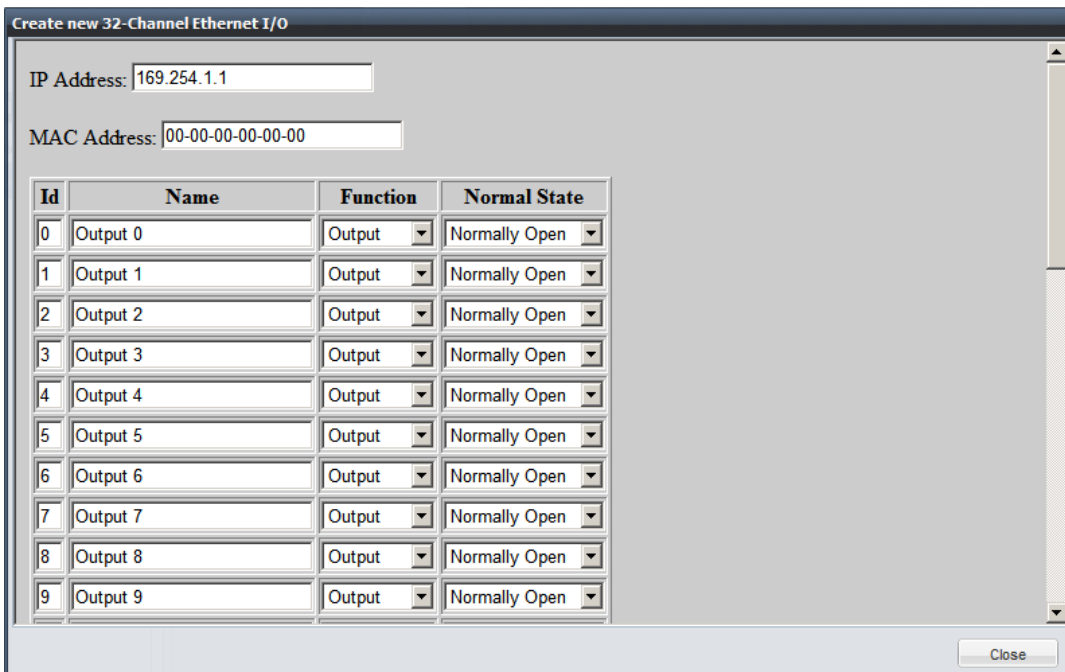 Create new 32-Channel Ethernet I/O
IP Address: 169.254.1.1
MAC Address: 00-00-00-00-00-00
Id Name Function Normal State
0 Output 0 Output Normally Open
1 Output 1 Output Normally Open
2 Output 2 Output Normally Open
3 Output 3 Output Normally Open
4 Output 4 Output Normally Open
5 Output 5 Output Normally Open
6 Output 6 Output Normally Open
7 Output 7 Output Normally Open
8 Output 8 Output Normally Open
9 Output 9 Output Normally Open
Close